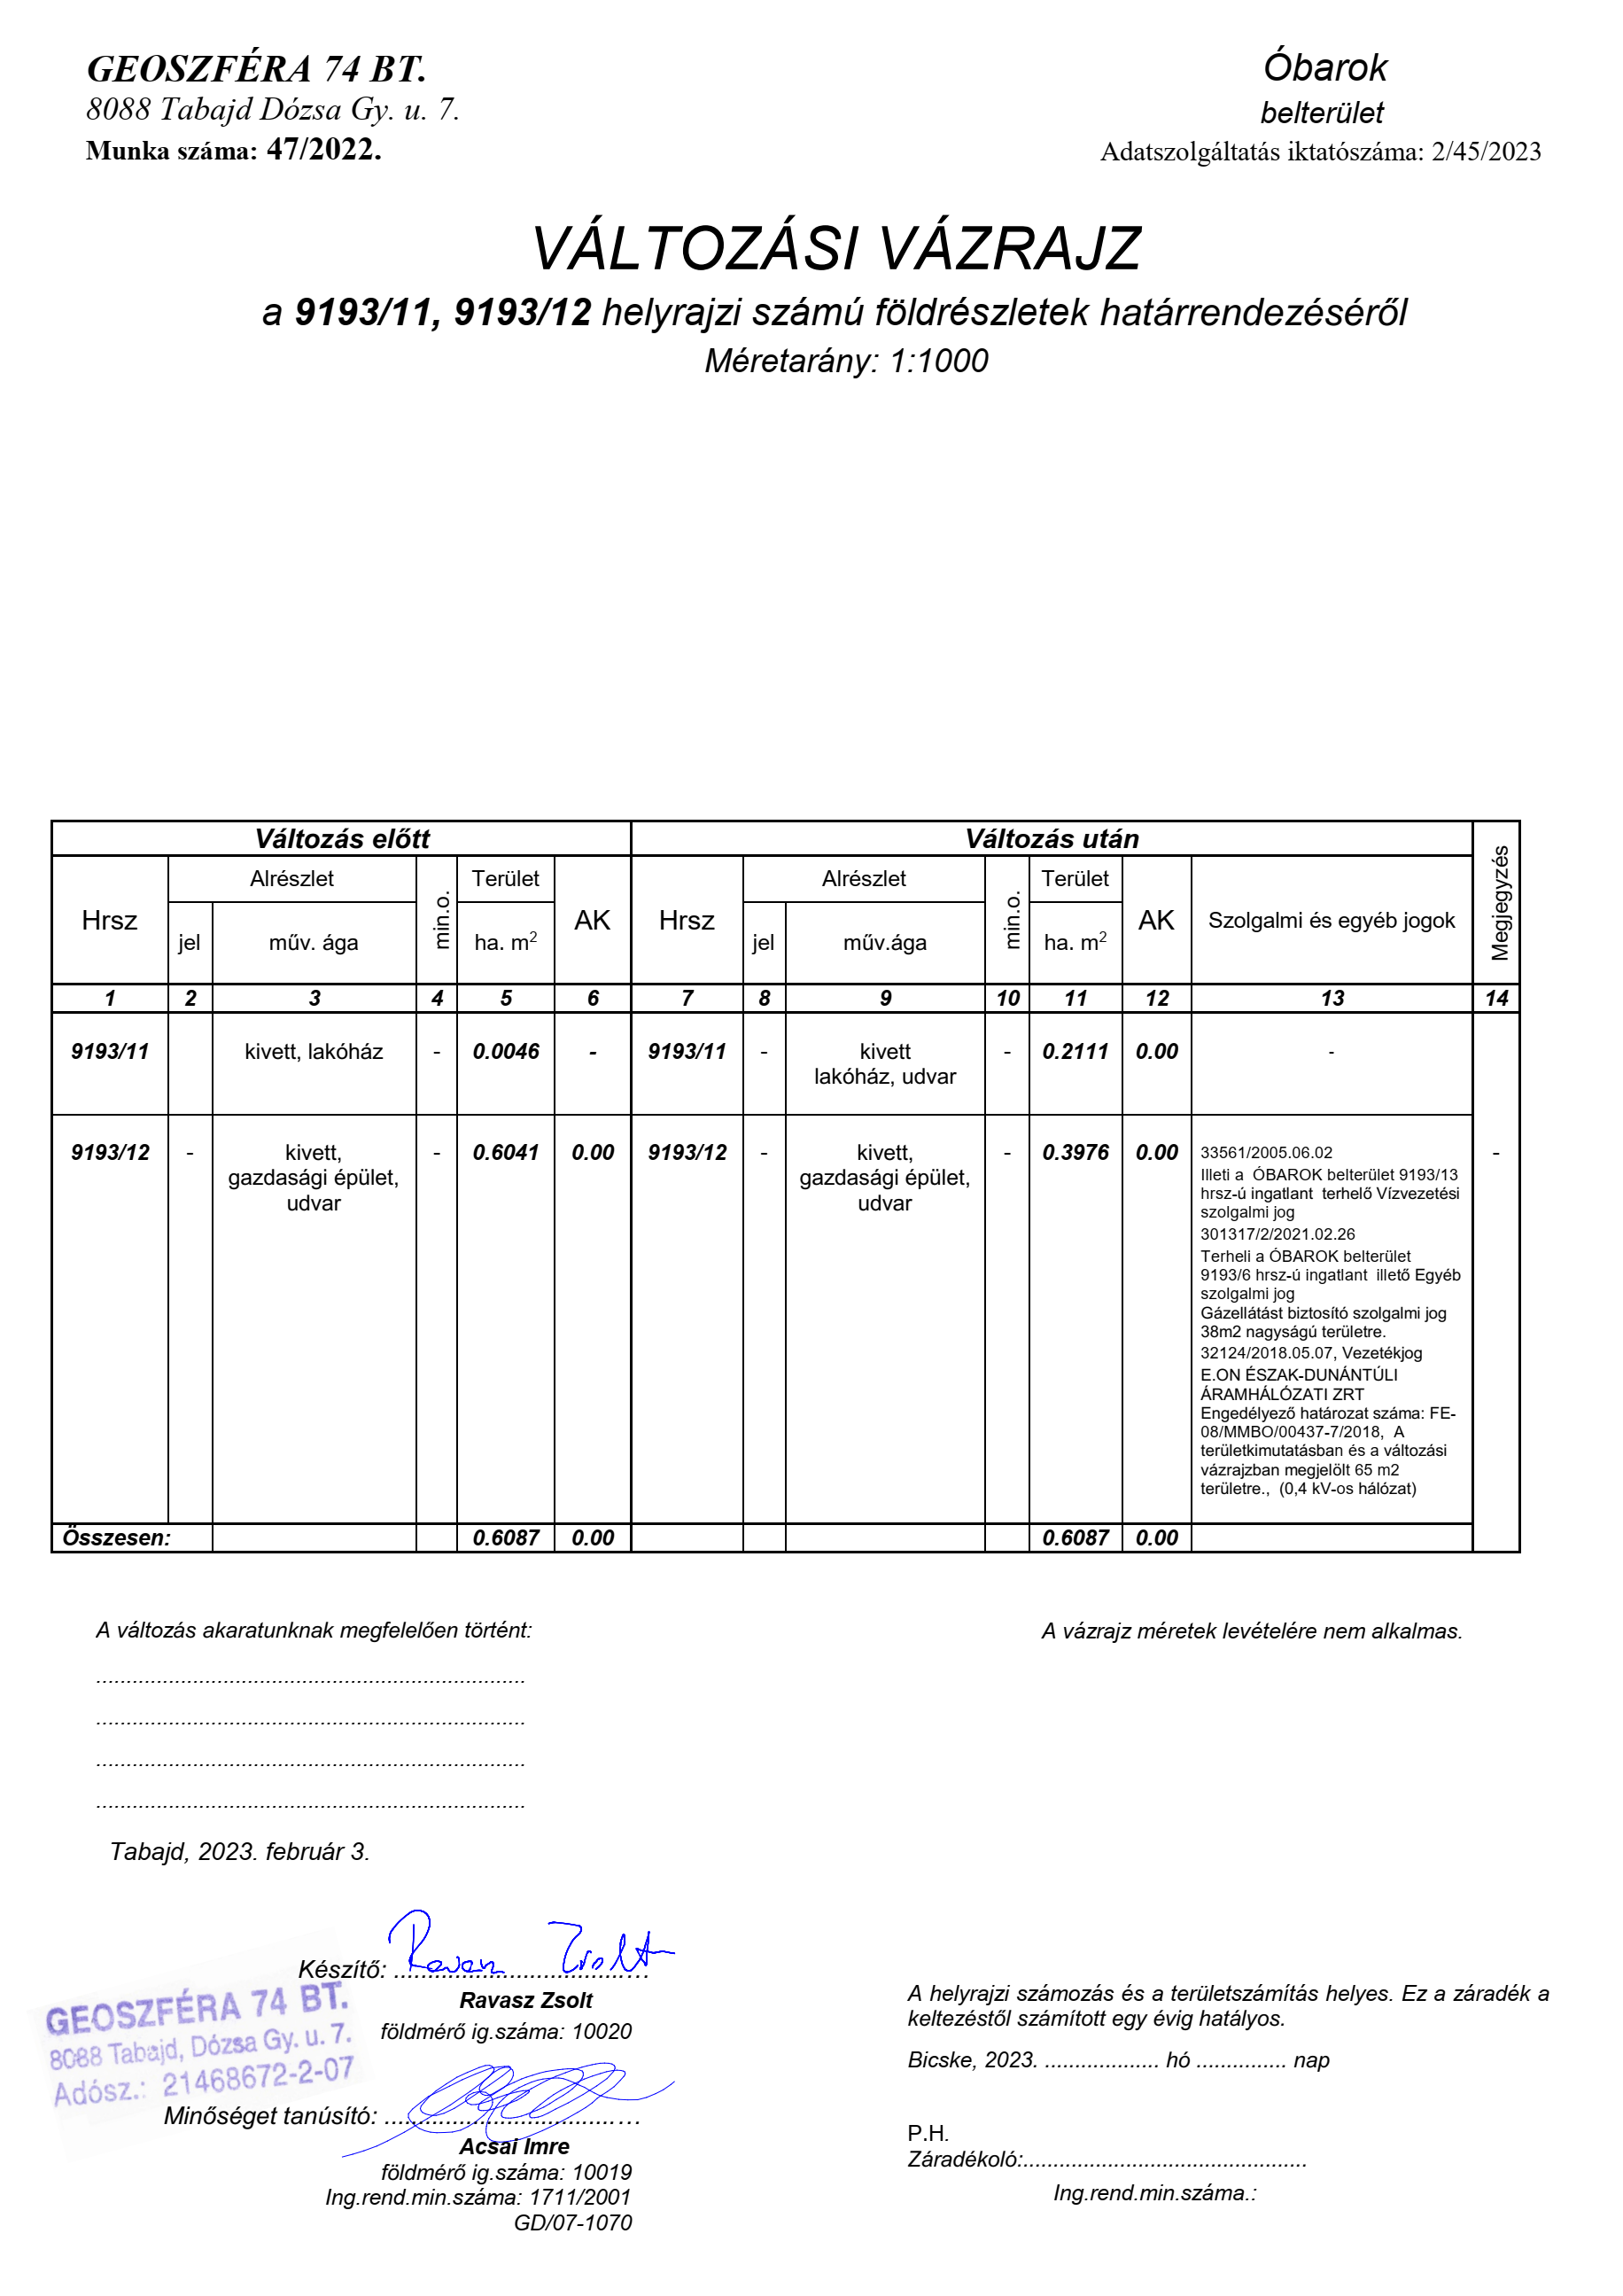 GEOSZFÉRA 74 BT.
8088 Tabajd Dózsa Gy. u. 7.
Munka száma: 47/2022.
Óbarok
belterület
Adatszolgáltatás iktatószáma: 2/45/2023
VÁLTOZÁSI VÁZRAJZ
a 9193/11, 9193/12 helyrajzi számú földrészletek határrendezéséről
Méretarány: 1:1000
Változás előtt Változás után Megjegyzés
Hrsz Alrészlet min.o. Terület AK Hrsz Alrészlet min.o. Terület AK Szolgalmi és egyéb jogok
jel műv. ága ha. m2 jel műv.ága ha. m2
1 2 3 4 5 6 7 8 9 10 11 12 13 14
9193/11 kivett, lakóház - 0.0046 - 9193/11 - kivett - 0.2111 0.00 -
lakóház, udvar
9193/12 - kivett, - 0.6041 0.00 9193/12 - kivett, - 0.3976 0.00 33561/2005.06.02 -
gazdasági épület, gazdasági épület,
udvar udvar
Illeti a ÓBAROK belterület 9193/13
hrsz-ú ingatlant terhelő Vízvezetési
szolgalmi jog
301317/2/2021.02.26
Terheli a ÓBAROK belterület
9193/6 hrsz-ú ingatlant illető Egyéb
szolgalmi jog
Gázellátást biztosító szolgalmi jog
38m2 nagyságú területre.
32124/2018.05.07, Vezetékjog
E.ON ÉSZAK-DUNÁNTÚLI
ÁRAMHÁLÓZATI ZRT
Engedélyező határozat száma: FE-
08/MMBO/00437-7/2018, A
területkimutatásban és a változási
vázrajzban megjelölt 65 m2
területre., (0,4 kV-os hálózat)
Összesen: 0.6087 0.00 0.6087 0.00
A változás akaratunknak megfelelően történt:
A vázrajz méretek levételére nem alkalmas.
.......................................................................
.......................................................................
.......................................................................
.......................................................................
Tabajd, 2023. február 3.
Ravasz Zsolt
Készítő: ..........................................
Ravasz Zsolt
földmérő ig.száma: 10020
GEOSZFÉRA 74 BT.
8088 Tabajd, Dózsa Gy. u. 7.
Adósz.: 21468672-2-07
Minőséget tanúsító: ..........................................
Acsai Imre
földmérő ig.száma: 10019
Ing.rend.min.száma: 1711/2001
GD/07-1070
A helyrajzi számozás és a területszámítás helyes. Ez a záradék a
keltezéstől számított egy évig hatályos.
Bicske, 2023. ................... hó ............... nap
P.H.
Záradékoló:...............................................
Ing.rend.min.száma.: